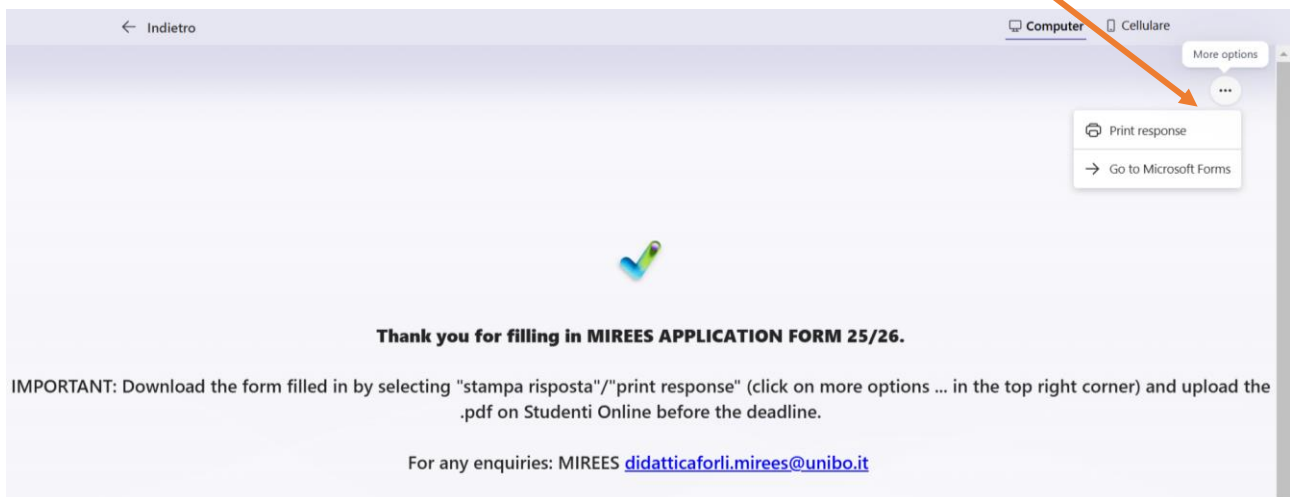 Indietro
Computer
Cellulare
More options
Print response
Go to Microsoft Forms
Thank you for filling in MIREES APPLICATION FORM 25/26.
IMPORTANT: Download the form filled in by selecting "stampa risposta"/"print response" (click on more options ... in the top right corner) and upload the
.pdf on Studenti Online before the deadline.
For any enquiries: MIREES didatticaforli.mirees@unibo.it